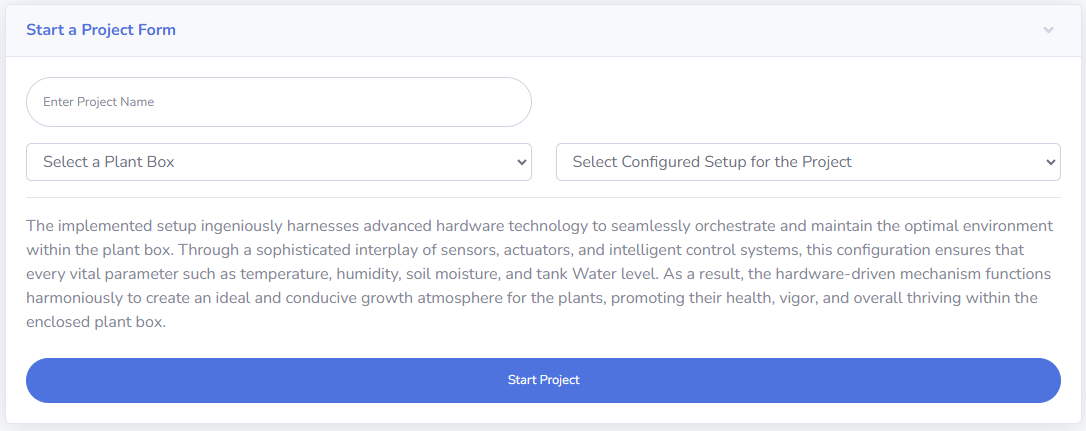 Start a Project Form
Enter Project Name
Select a Plant Box
Select Configured Setup for the Project
The implemented setup ingeniously harnesses advanced hardware technology to seamlessly orchestrate and maintain the optimal environment
within the plant box. Through a sophisticated interplay of sensors, actuators, and intelligent control systems, this configuration ensures that
every vital parameter such as temperature, humidity, soil moisture, and tank Water level. As a result, the hardware-driven mechanism functions
harmoniously to create an ideal and conducive growth atmosphere for the plants, promoting their health, vigor, and overall thriving within the
enclosed plant box.
Start Project